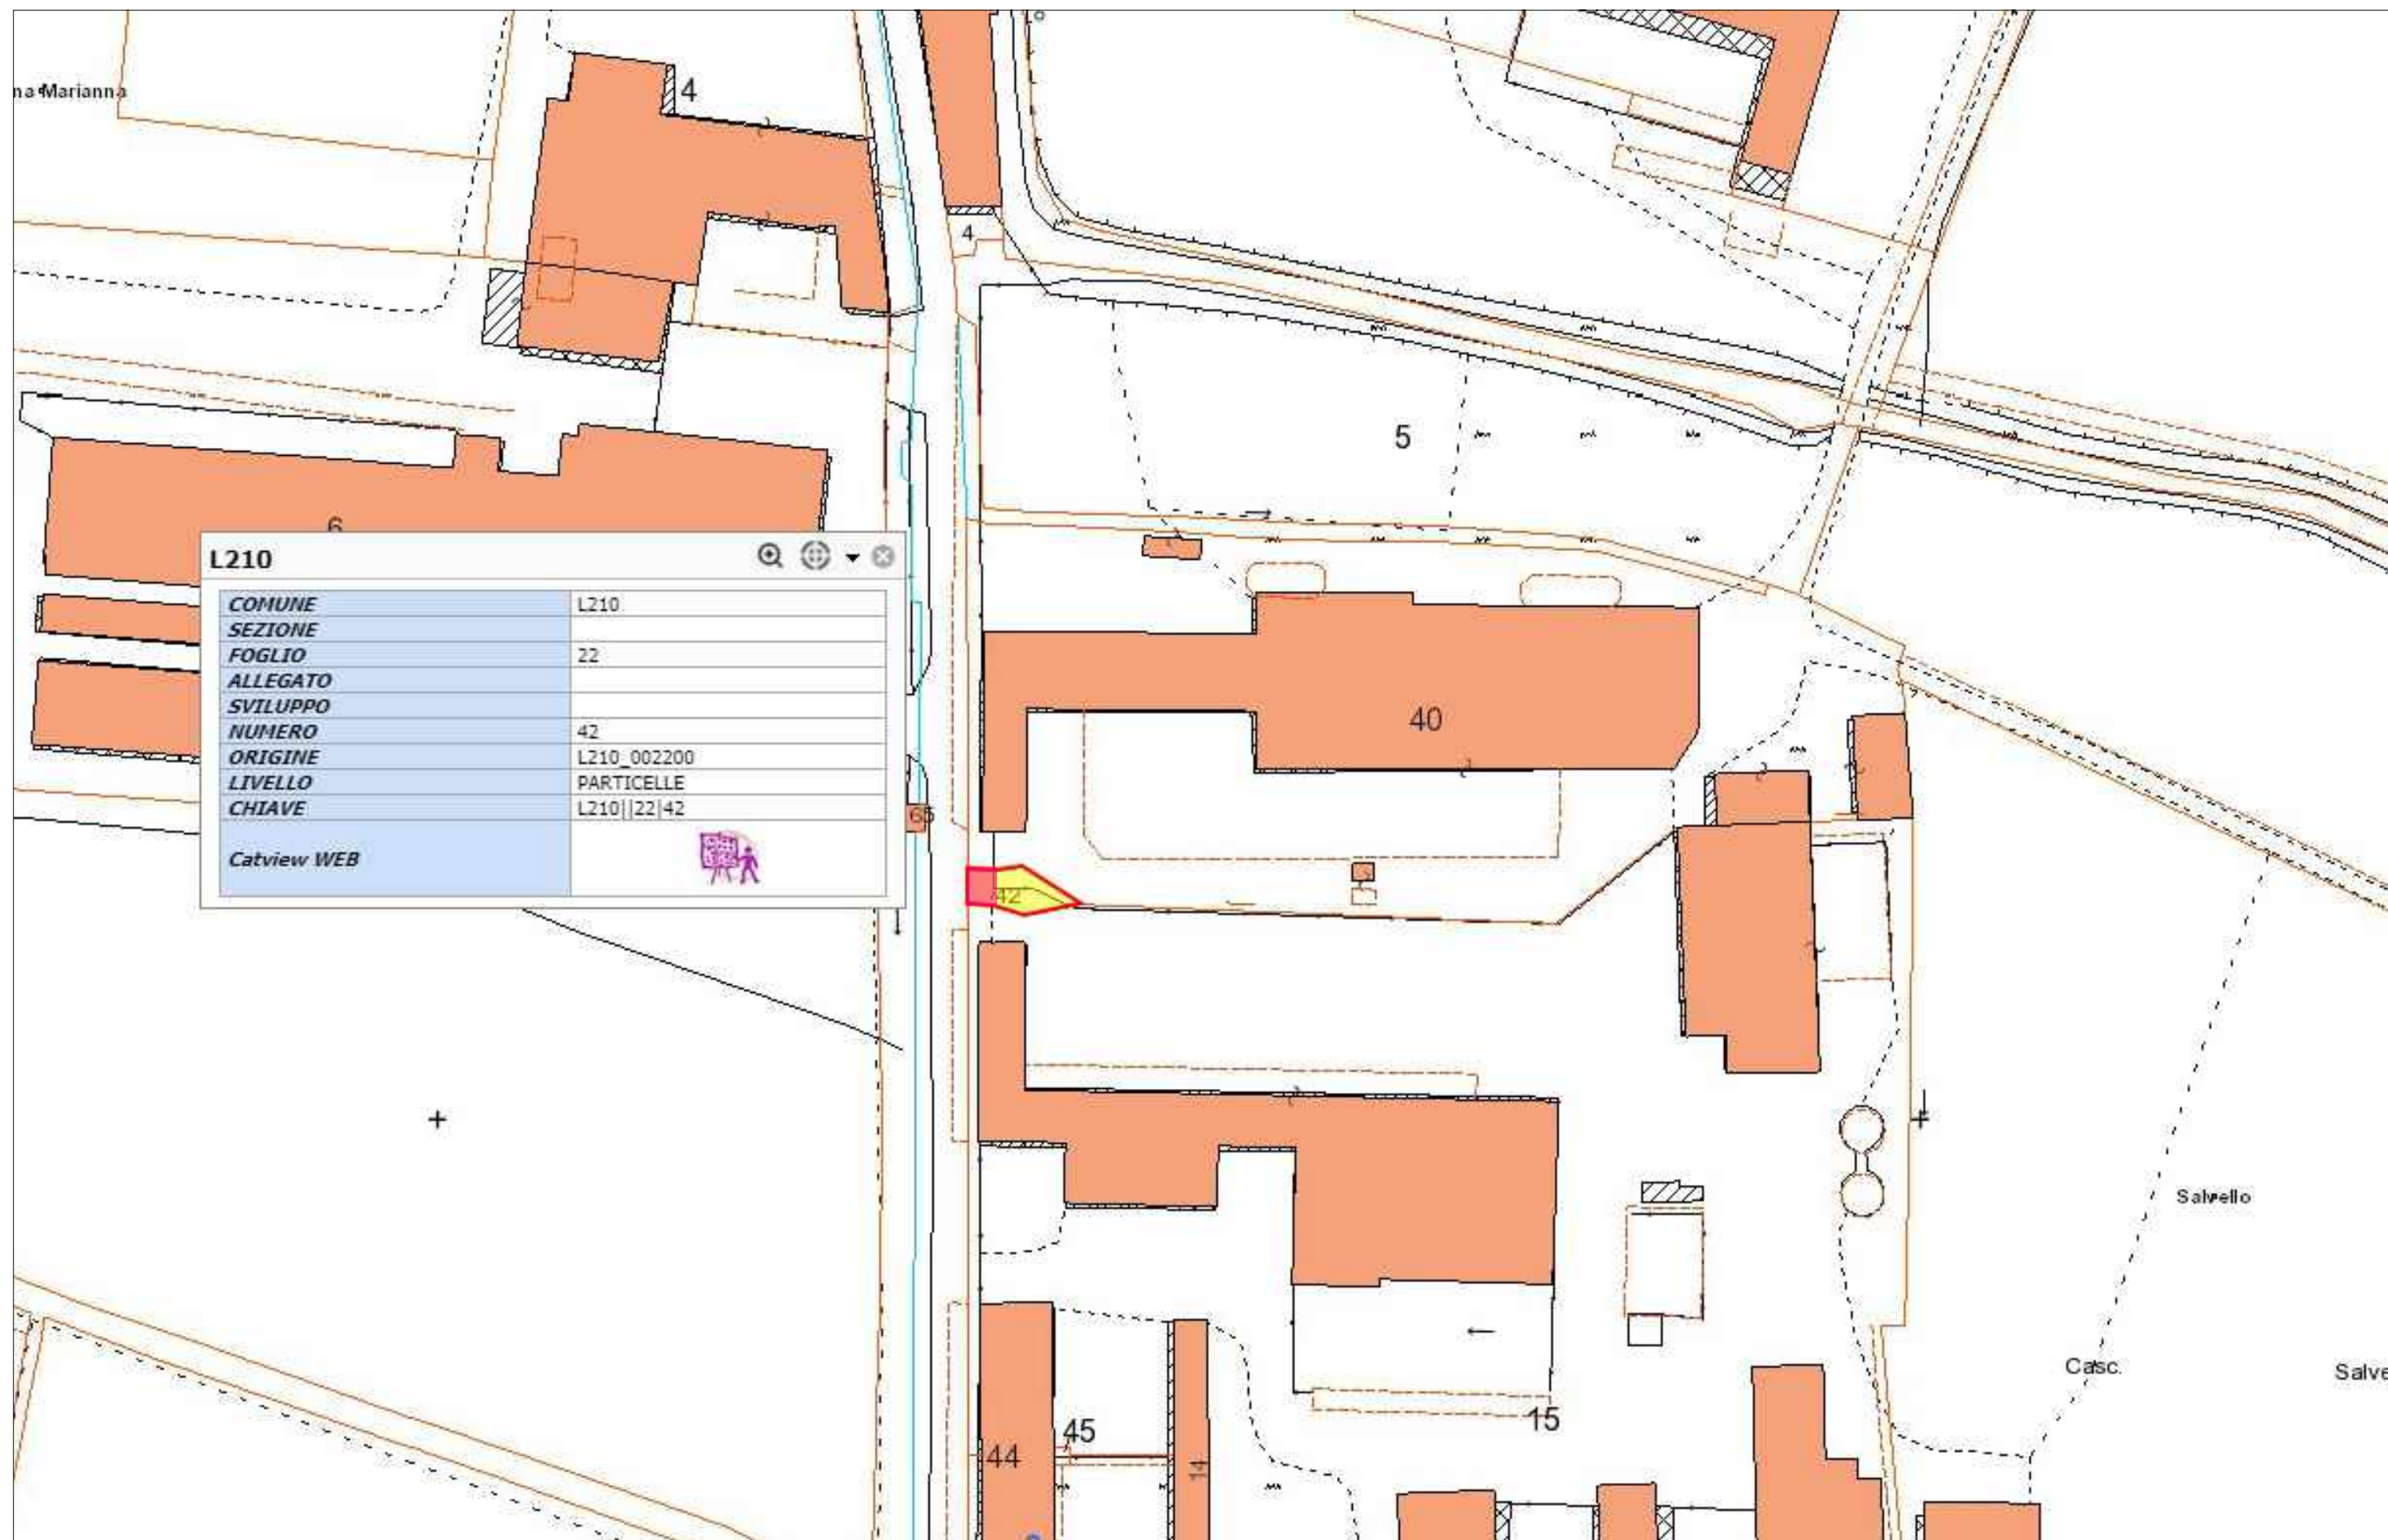 na Marianna
4
4
5
6
L210
COMUNE L210
SEZIONE
FOGLIO 22
ALLEGATO
SVILUPPO
NUMERO 42
ORIGINE L210_002200
LIVELLO PARTICELLE
CHIAVE L210||22|42
Catview WEB
40
65
42
Salvello
Casc.
Salve
15
45
44
14